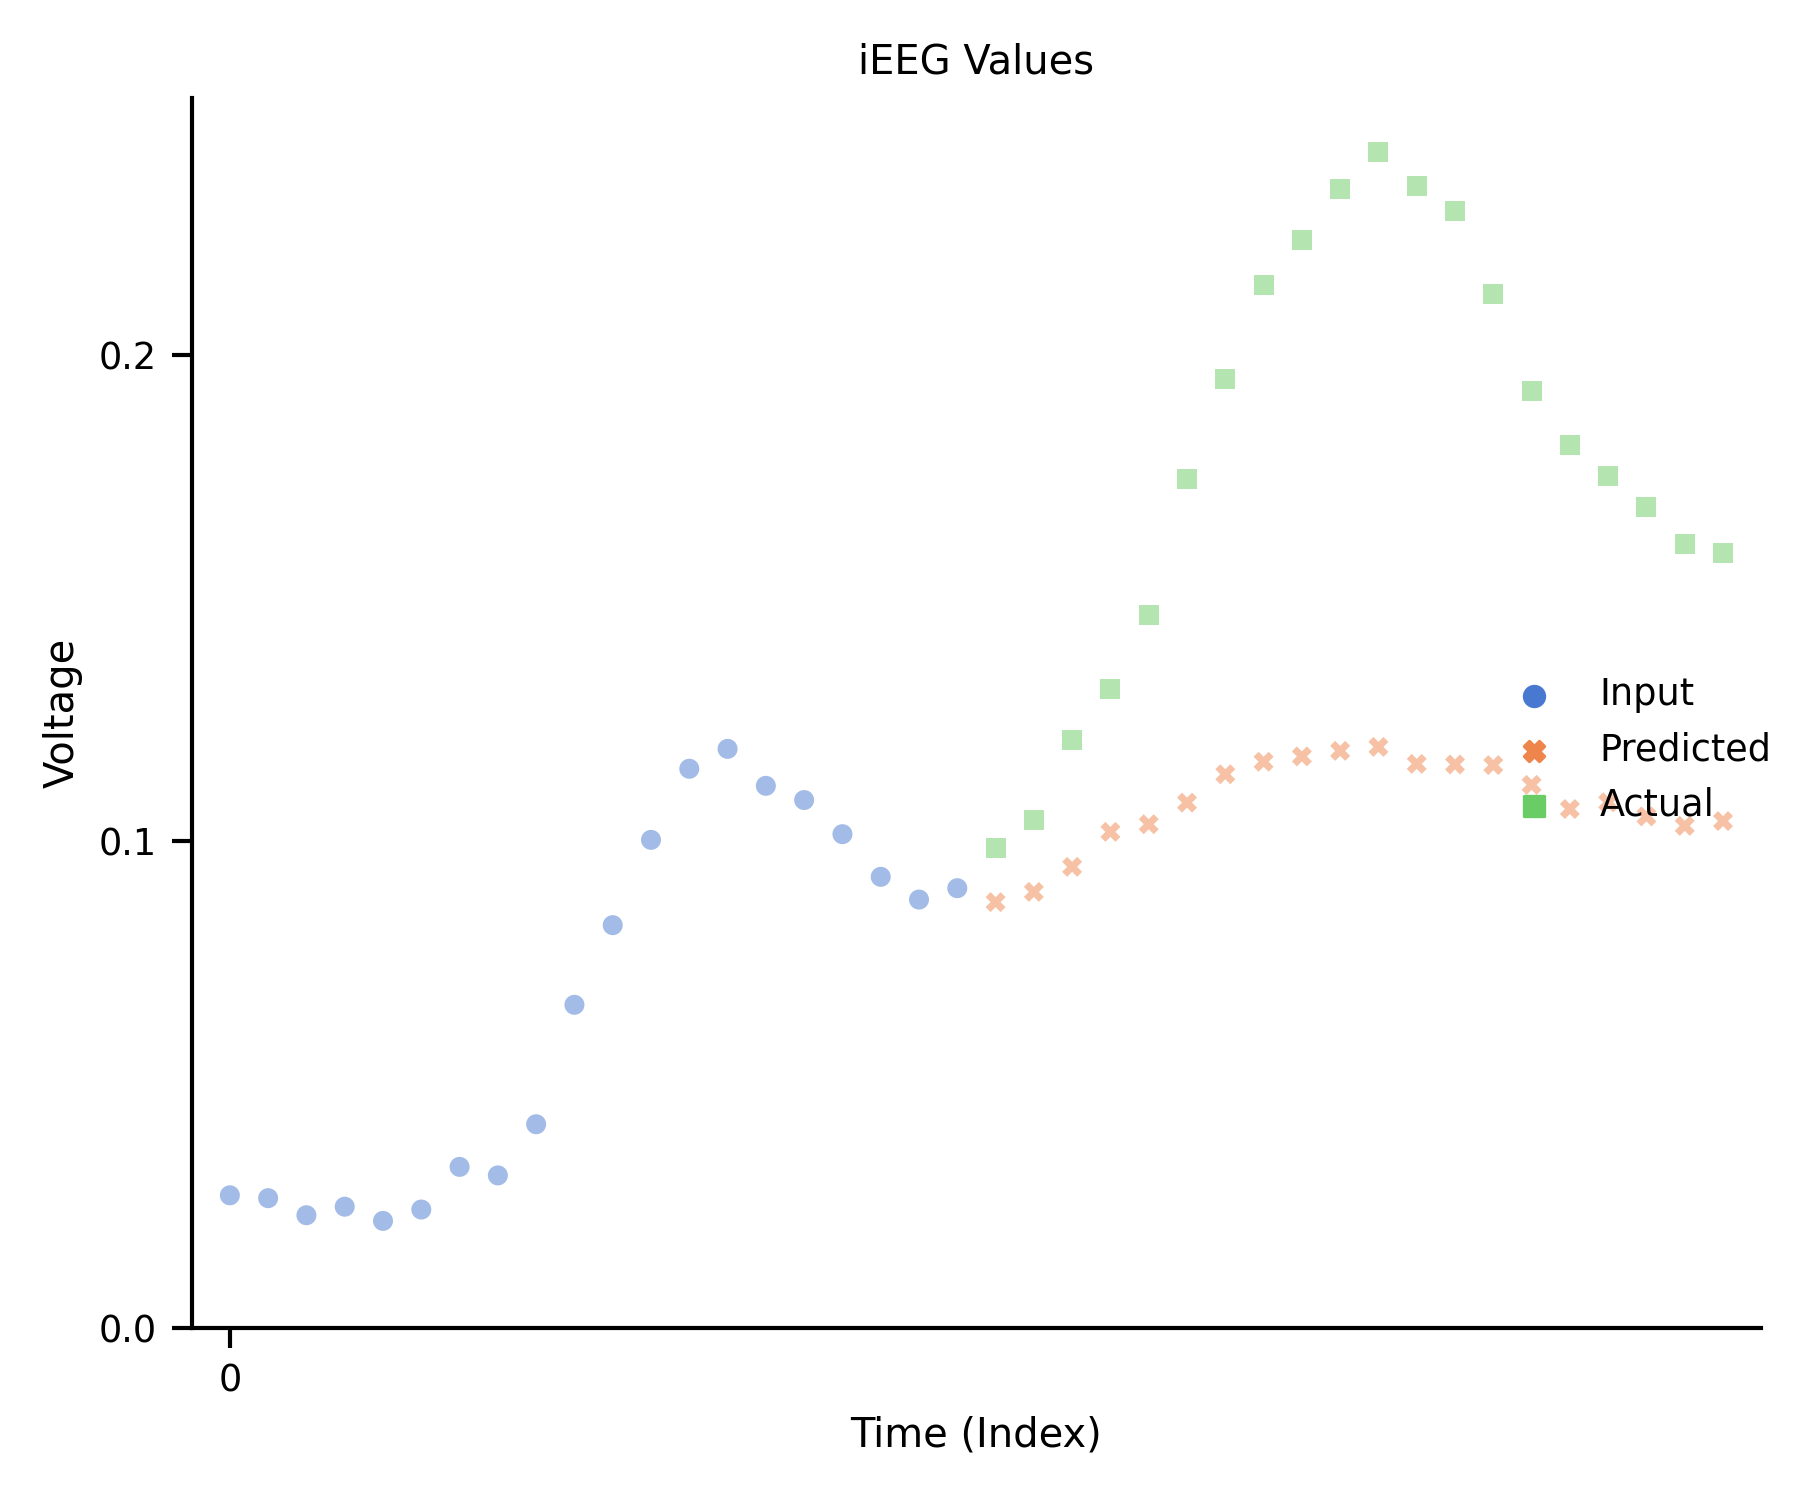 iEEG Values
Voltage
0.2
0.1
0.0
0
Time (Index)
Input
Predicted
Actual